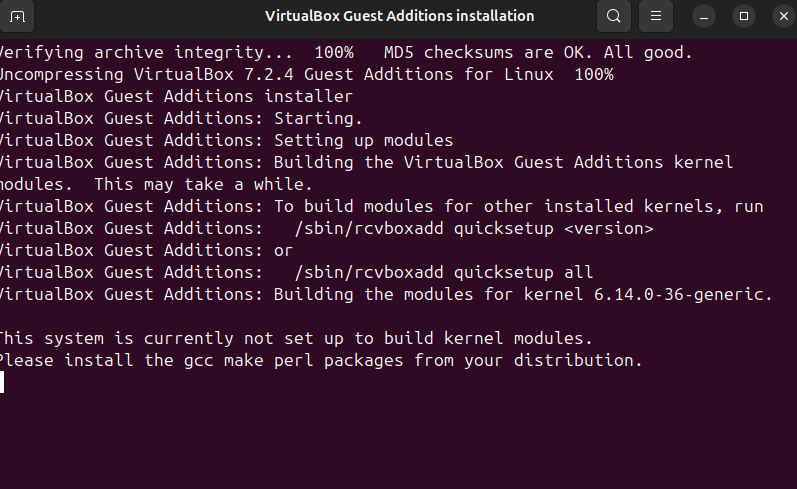 VirtualBox Guest Additions installation
Verifying archive integrity...  100%   MD5 checksums are OK. All good.
Uncompressing VirtualBox 7.2.4 Guest Additions for Linux  100%
VirtualBox Guest Additions installer
VirtualBox Guest Additions: Starting.
VirtualBox Guest Additions: Setting up modules
VirtualBox Guest Additions: Building the VirtualBox Guest Additions kernel
modules.  This may take a while.
VirtualBox Guest Additions: To build modules for other installed kernels, run
VirtualBox Guest Additions:   /sbin/rcvboxadd quicksetup <version>
VirtualBox Guest Additions: or
VirtualBox Guest Additions:   /sbin/rcvboxadd quicksetup all
VirtualBox Guest Additions: Building the modules for kernel 6.14.0-36-generic.
This system is currently not set up to build kernel modules.
Please install the gcc make perl packages from your distribution.